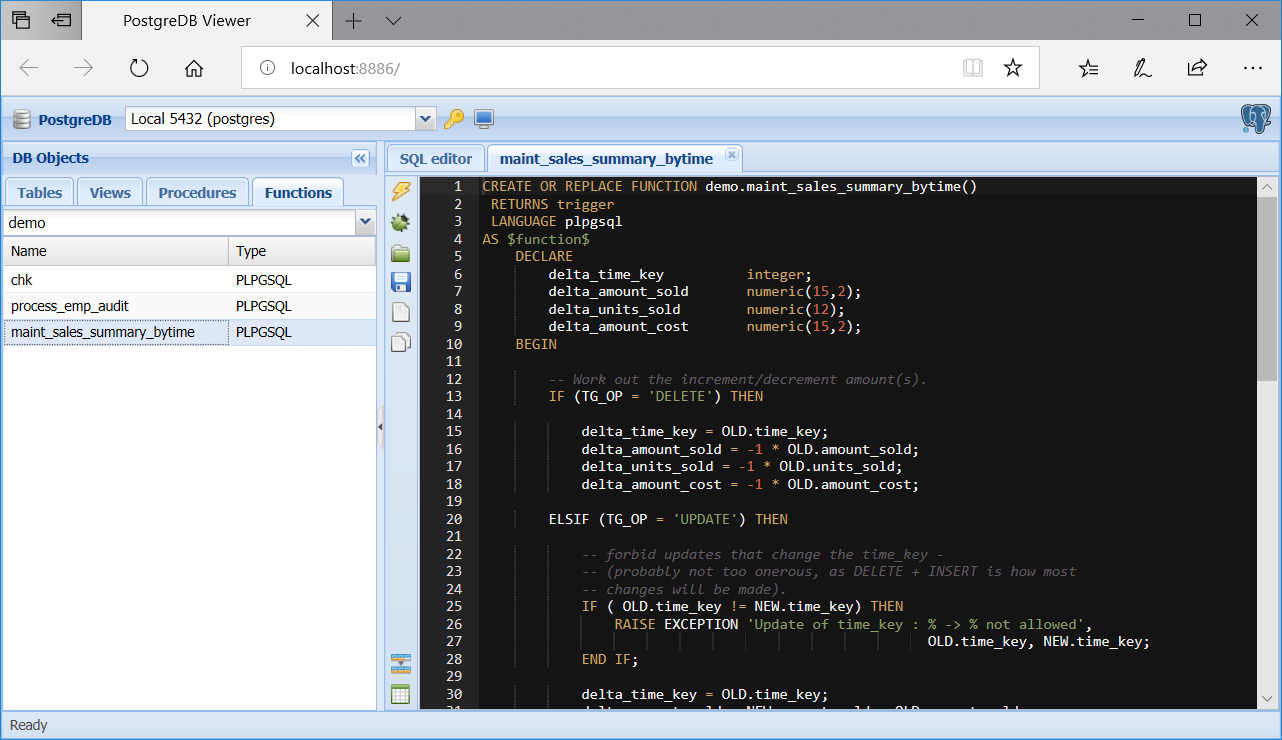 PostgreDB Viewer
localhost:8886/
PostgreDB Local 5432 (postgres)
DB Objects
Tables Views Procedures Functions
demo
Name Type
chk PLPGSQL
process_emp_audit PLPGSQL
maint_sales_summary_bytime PLPGSQL
SQL editor maint_sales_summary_bytime
1 CREATE OR REPLACE FUNCTION demo.maint_sales_summary_bytime()
2 RETURNS trigger
3 LANGUAGE plpgsql
4 AS $function$
5 DECLARE
6 delta_time_key integer;
7 delta_amount_sold numeric(15,2);
8 delta_units_sold numeric(12);
9 delta_amount_cost numeric(15,2);
10 BEGIN
11
12 -- Work out the increment/decrement amount(s).
13 IF (TG_OP = 'DELETE') THEN
14
15 delta_time_key = OLD.time_key;
16 delta_amount_sold = -1 * OLD.amount_sold;
17 delta_units_sold = -1 * OLD.units_sold;
18 delta_amount_cost = -1 * OLD.amount_cost;
19
20 ELSIF (TG_OP = 'UPDATE') THEN
21
22 -- forbid updates that change the time_key -
23 -- (probably not too onerous, as DELETE + INSERT is how most
24 -- changes will be made).
25 IF ( OLD.time_key != NEW.time_key) THEN
26 RAISE EXCEPTION 'Update of time_key : % -> % not allowed',
27 OLD.time_key, NEW.time_key;
28 END IF;
29
30 delta_time_key = OLD.time_key;
Ready